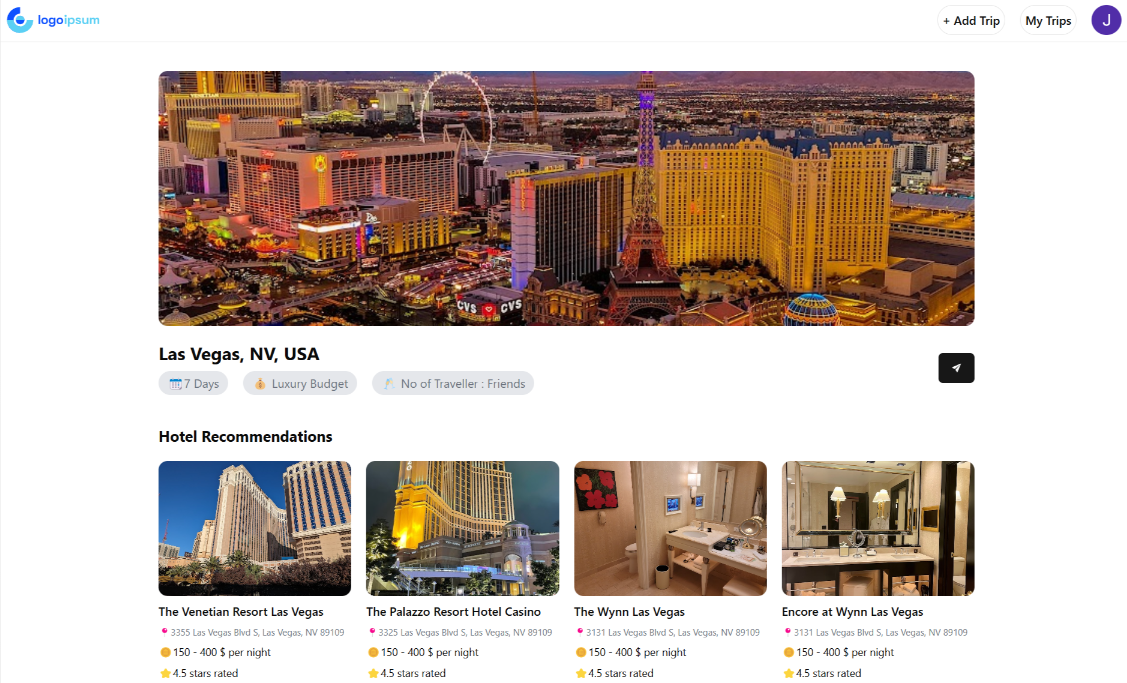 logoipsum
+ Add Trip
My Trips
J
CVS CVS
Las Vegas, NV, USA
7 Days
Luxury Budget
No of Traveller : Friends
Hotel Recommendations
The Venetian Resort Las Vegas
3355 Las Vegas Blvd S, Las Vegas, NV 89109
150 - 400 $ per night
4.5 stars rated
The Palazzo Resort Hotel Casino
3325 Las Vegas Blvd S, Las Vegas, NV 89109
150 - 400 $ per night
4.5 stars rated
The Wynn Las Vegas
3131 Las Vegas Blvd S, Las Vegas, NV 89109
150 - 400 $ per night
4.5 stars rated
Encore at Wynn Las Vegas
3131 Las Vegas Blvd S, Las Vegas, NV 89109
150 - 400 $ per night
4.5 stars rated